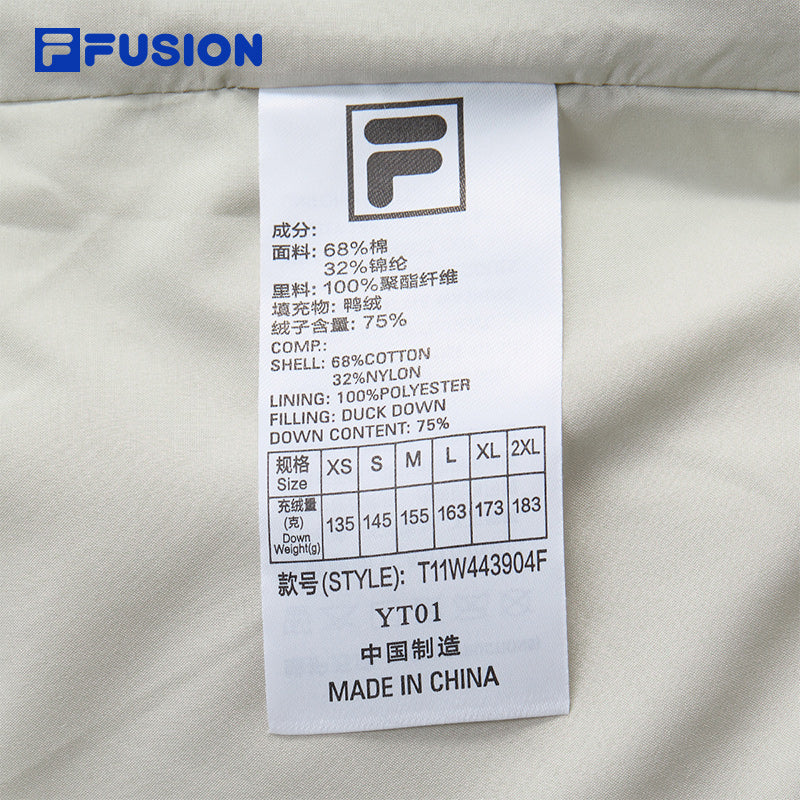 FUSION
成分:
面料: 68%棉
32%锦纶
里料: 100%聚酯纤维
填充物: 鸭绒
绒子含量: 75%
COMP.:
SHELL: 68%COTTON
32%NYLON
LINING: 100%POLYESTER
FILLING: DUCK DOWN
DOWN CONTENT: 75%
规格 Size XS S M L XL 2XL
充绒量 (克) Down Weight(g) 135 145 155 163 173 183
款号(STYLE): T11W443904F
YT01
中国制造
MADE IN CHINA